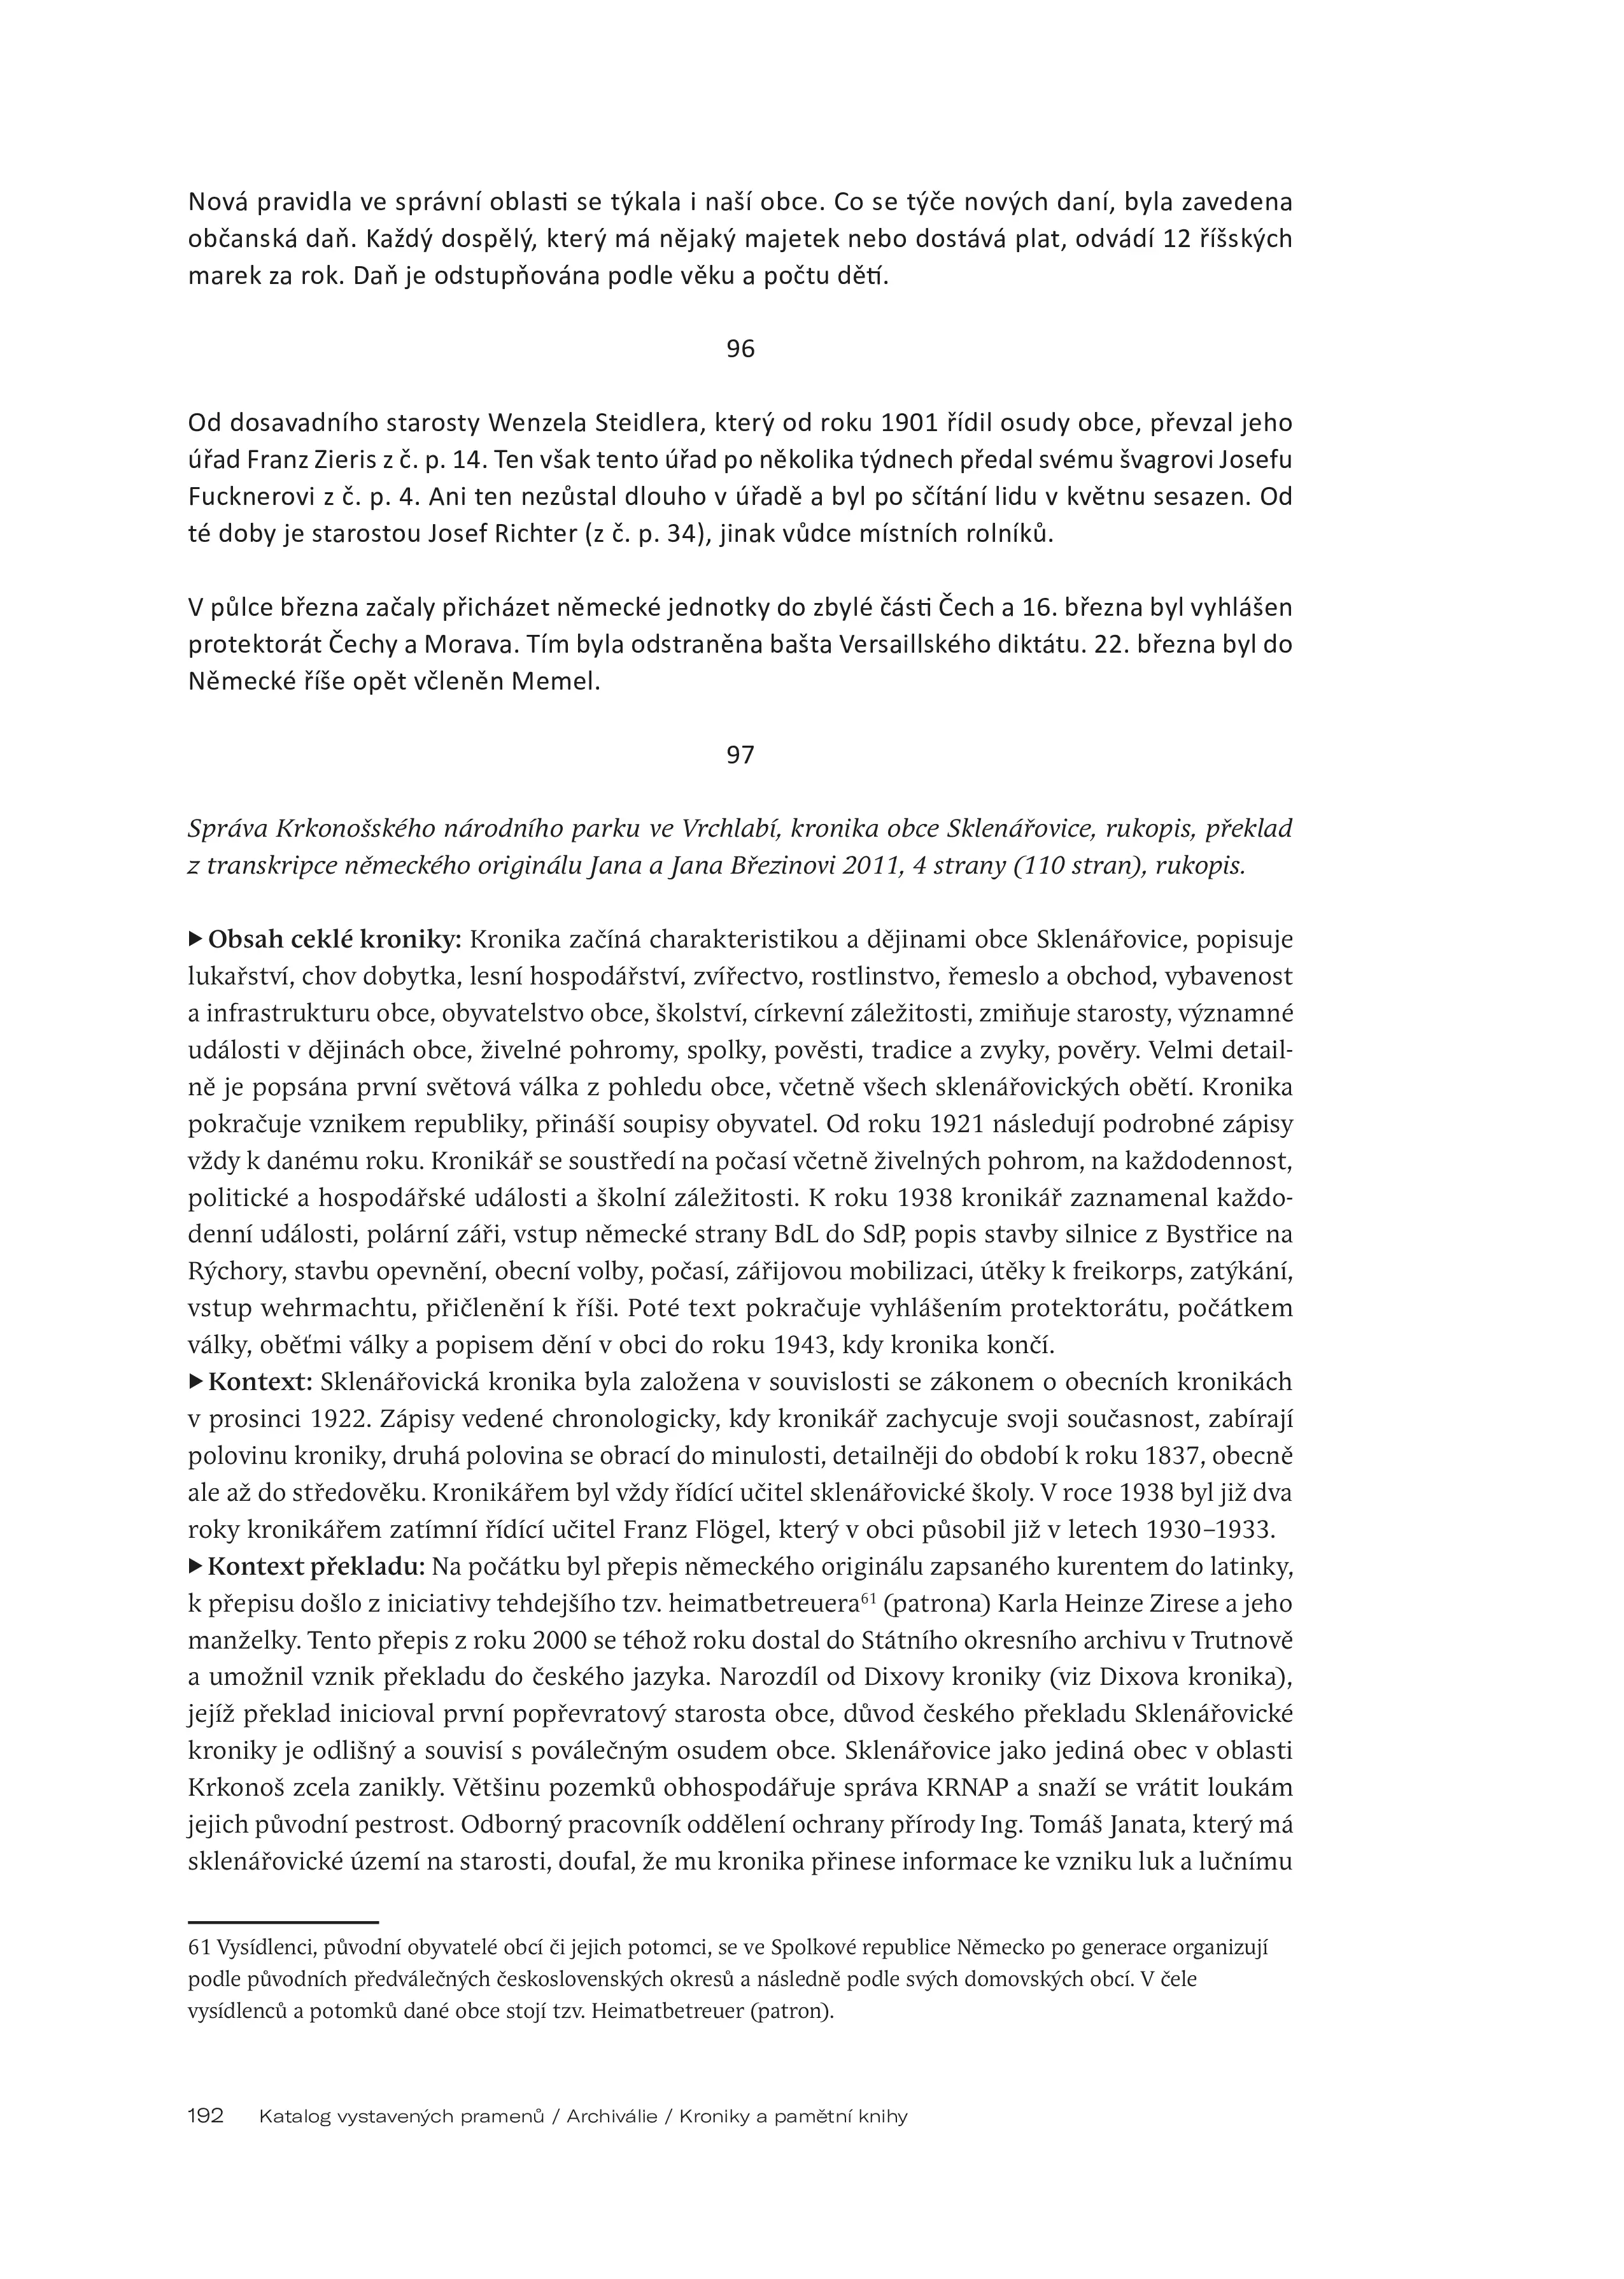 Nová pravidla ve správní oblasti se týkala i naší obce. Co se týče nových daní, byla zavedena
občanská daň. Každý dospělý, který má nějaký majetek nebo dostává plat, odvádí 12 říšských
marek za rok. Daň je odstupňována podle věku a počtu dětí.
96
Od dosavadního starosty Wenzela Steidlera, který od roku 1901 řídil osudy obce, převzal jeho
úřad Franz Zieris z č. p. 14. Ten však tento úřad po několika týdnech předal svému švagrovi Josefu
Fucknerovi z č. p. 4. Ani ten nezůstal dlouho v úřadě a byl po sčítání lidu v květnu sesazen. Od
té doby je starostou Josef Richter (z č. p. 34), jinak vůdce místních rolníků.
V půlce března začaly přicházet německé jednotky do zbylé části Čech a 16. března byl vyhlášen
protektorát Čechy a Morava. Tím byla odstraněna bašta Versaillského diktátu. 22. března byl do
Německé říše opět včleněn Memel.
97
Správa Krkonošského národního parku ve Vrchlabí, kronika obce Sklenářovice, rukopis, překlad
z transkripce německého originálu Jana a Jana Březinovi 2011, 4 strany (110 stran), rukopis.
▶ Obsah ceklé kroniky: Kronika začíná charakteristikou a dějinami obce Sklenářovice, popisuje
lukařství, chov dobytka, lesní hospodářství, zvířectvo, rostlinstvo, řemeslo a obchod, vybavenost
a infrastrukturu obce, obyvatelstvo obce, školství, církevní záležitosti, zmiňuje starosty, významné
události v dějinách obce, živelné pohromy, spolky, pověsti, tradice a zvyky, pověry. Velmi detail-
ně je popsána první světová válka z pohledu obce, včetně všech sklenářovických obětí. Kronika
pokračuje vznikem republiky, přináší soupisy obyvatel. Od roku 1921 následují podrobné zápisy
vždy k danému roku. Kronikář se soustředí na počasí včetně živelných pohrom, na každodennost,
politické a hospodářské události a školní záležitosti. K roku 1938 kronikář zaznamenal každo-
denní události, polární záři, vstup německé strany BdL do SdP, popis stavby silnice z Bystřice na
Rýchory, stavbu opevnění, obecní volby, počasí, zářijovou mobilizaci, útěky k freikorps, zatýkání,
vstup wehrmachtu, přičlenění k říši. Poté text pokračuje vyhlášením protektorátu, počátkem
války, oběťmi války a popisem dění v obci do roku 1943, kdy kronika končí.
▶ Kontext: Sklenářovická kronika byla založena v souvislosti se zákonem o obecních kronikách
v prosinci 1922. Zápisy vedené chronologicky, kdy kronikář zachycuje svoji současnost, zabírají
polovinu kroniky, druhá polovina se obrací do minulosti, detailněji do období k roku 1837, obecně
ale až do středověku. Kronikářem byl vždy řídící učitel sklenářovické školy. V roce 1938 byl již dva
roky kronikářem zatímní řídící učitel Franz Flögel, který v obci působil již v letech 1930–1933.
▶ Kontext překladu: Na počátku byl přepis německého originálu zapsaného kurentem do latinky,
k přepisu došlo z iniciativy tehdejšího tzv. heimatbetreuera61 (patrona) Karla Heinze Zirese a jeho
manželky. Tento přepis z roku 2000 se téhož roku dostal do Státního okresního archivu v Trutnově
a umožnil vznik překladu do českého jazyka. Narozdíl od Dixovy kroniky (viz Dixova kronika),
jejíž překlad inicioval první popřevratový starosta obce, důvod českého překladu Sklenářovické
kroniky je odlišný a souvisí s poválečným osudem obce. Sklenářovice jako jediná obec v oblasti
Krkonoš zcela zanikly. Většinu pozemků obhospodářuje správa KRNAP a snaží se vrátit loukám
jejich původní pestrost. Odborný pracovník oddělení ochrany přírody Ing. Tomáš Janata, který má
sklenářovické území na starosti, doufal, že mu kronika přinese informace ke vzniku luk a lučnímu
61 Vysídlenci, původní obyvatelé obcí či jejich potomci, se ve Spolkové republice Německo po generace organizují
podle původních předválečných československých okresů a následně podle svých domovských obcí. V čele
vysídlenců a potomků dané obce stojí tzv. Heimatbetreuer (patron).
192 Katalog vystavených pramenů / Archiválie / Kroniky a pamětní knihy